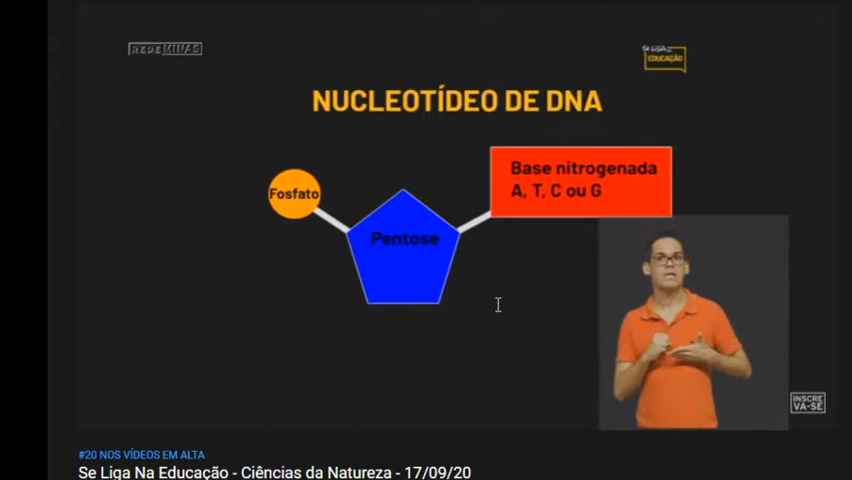 REDE MINAS
Se Liga na
EDUCAÇÃO
NUCLEOTÍDEO DE DNA
Fosfato
Base nitrogenada
A, T, C ou G
Pentose
INSCRE
VA-SE
#20 NOS VÍDEOS EM ALTA
Se Liga Na Educação - Ciências da Natureza - 17/09/20